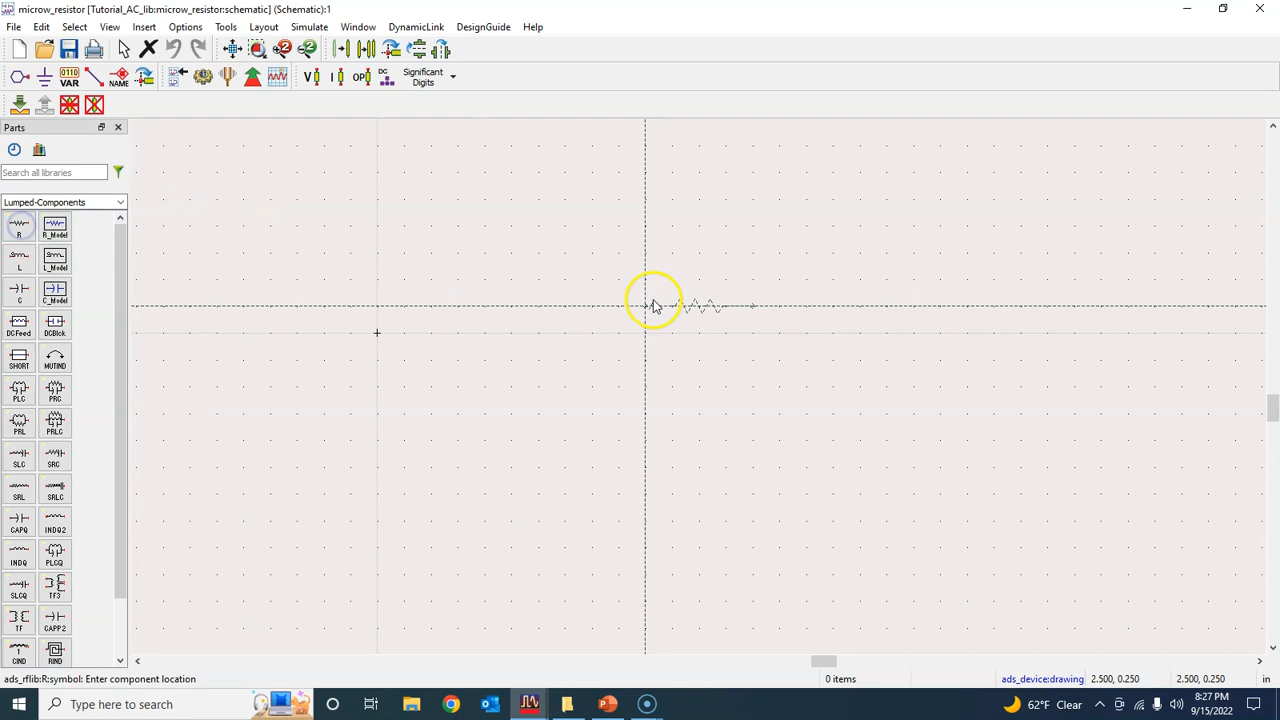 microw_resistor [Tutorial_AC_lib:microw_resistor:schematic] (Schematic):1
File Edit Select View Insert Options Tools Layout Simulate Window DynamicLink DesignGuide Help
0110 VAR NAME V I OP DC Significant Digits
Parts
Search all libraries
Lumped-Components
R R_Model
L L_Model
C C_Model
DCFeed DCBlck
SHORT MUTIND
PLC PRC
PRL PRLC
SLC SRC
SRL SRLC
CAPQ INDQ2
INDQ PLCQ
SLCQ TF3
TF CAPP2
CIND RIND
ads_rflib:R:symbol: Enter component location 0 items ads_device:drawing 2.500, 0.250 2.500, 0.250 in
Type here to search 62°F Clear 8:27 PM
9/15/2022